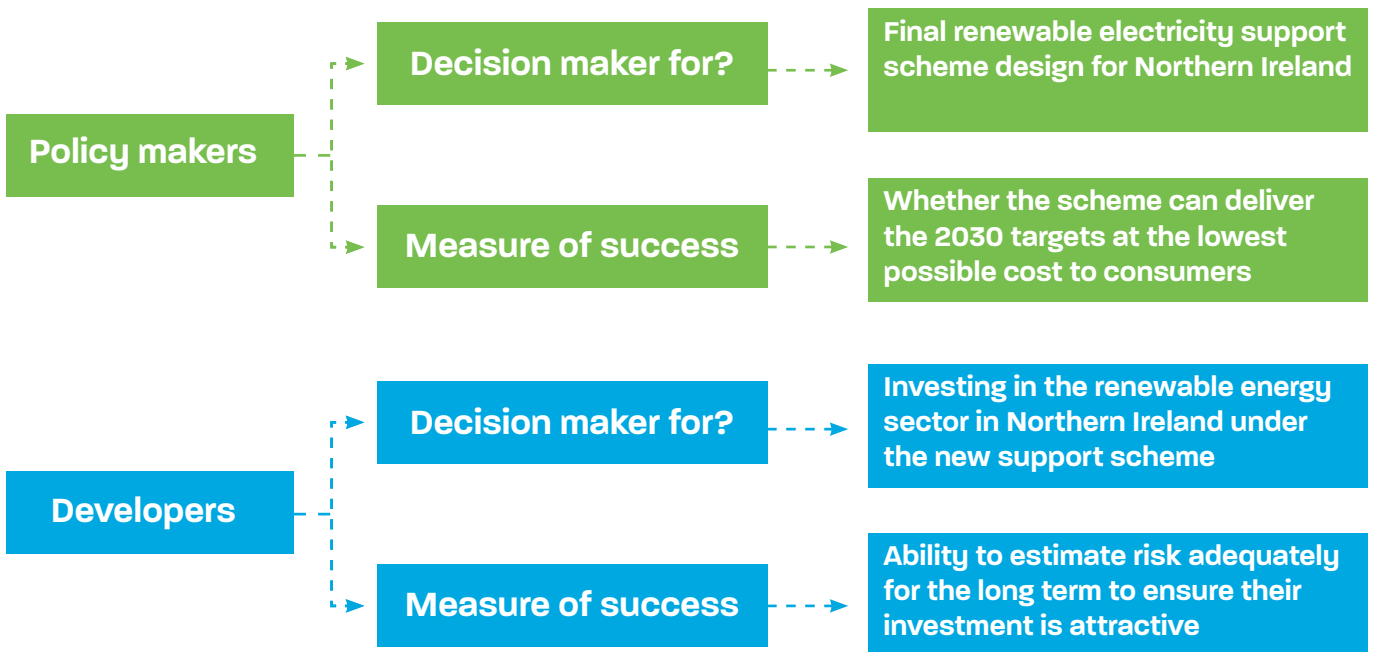 Policy makers
Decision maker for?
Final renewable electricity support
scheme design for Northern Ireland
Measure of success
Whether the scheme can deliver
the 2030 targets at the lowest
possible cost to consumers
Developers
Decision maker for?
Investing in the renewable energy
sector in Northern Ireland under
the new support scheme
Measure of success
Ability to estimate risk adequately
for the long term to ensure their
investment is attractive